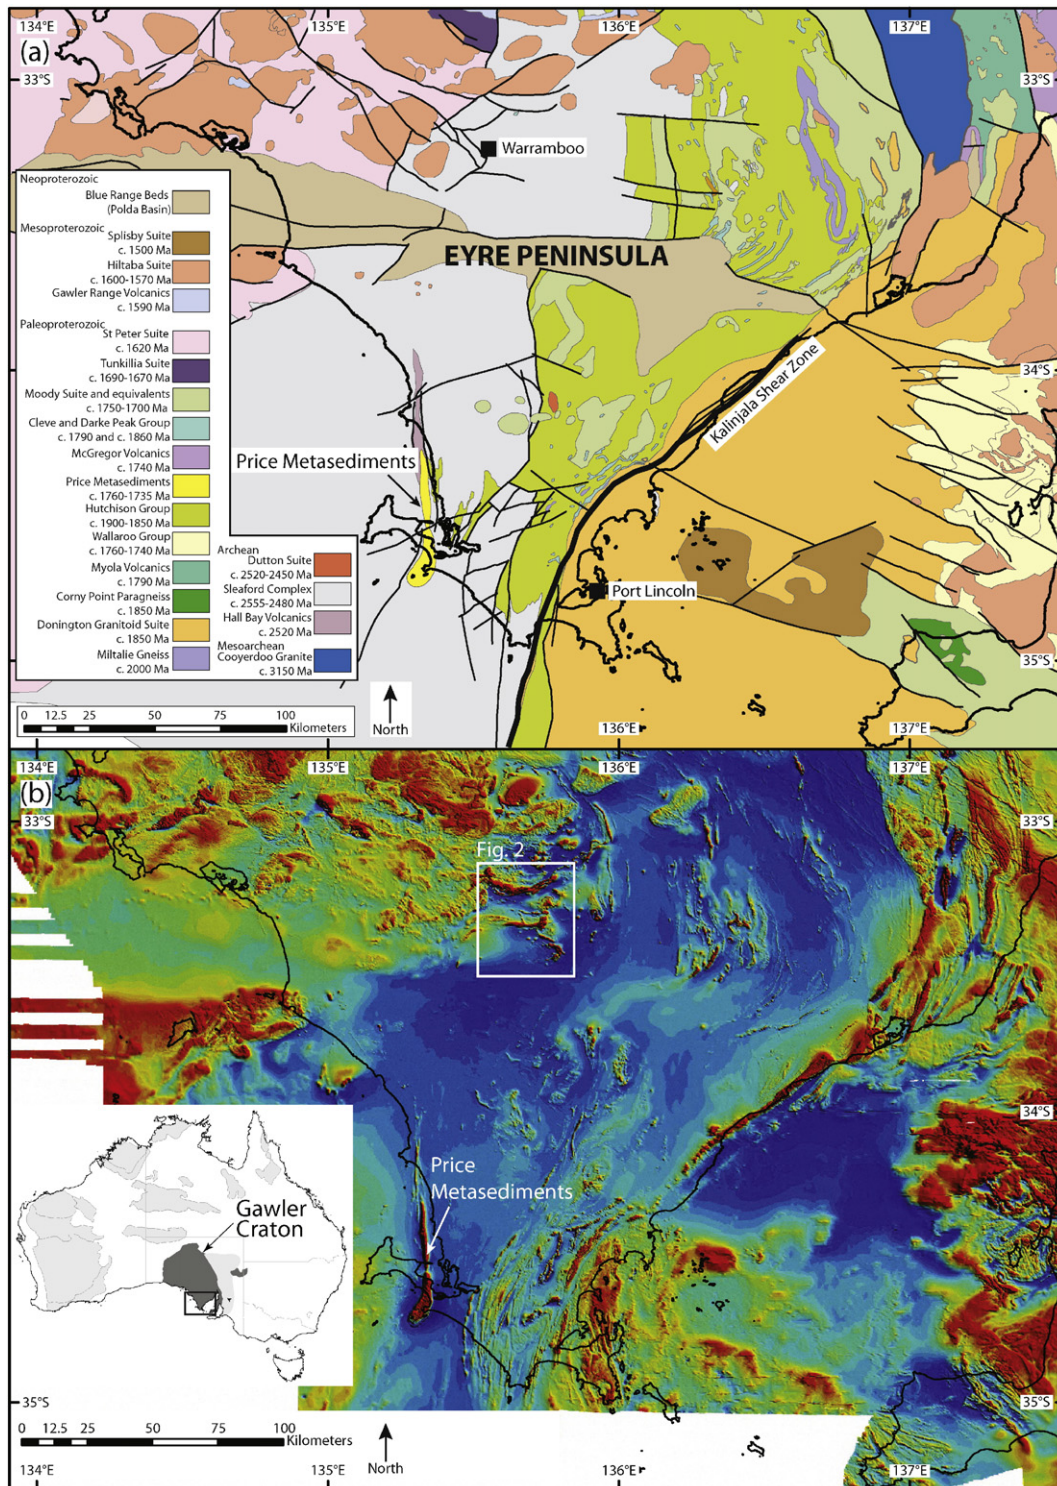 134°E
135°E
136°E
137°E
(a)
33°S
33°S
Warramboo
Neoproterozoic
Blue Range Beds
(Polda Basin)
Mesoproterozoic
Splisby Suite
c. 1500 Ma
Hiltaba Suite
c. 1600-1570 Ma
Gawler Range Volcanics
c. 1590 Ma
Paleoproterozoic
St Peter Suite
c. 1620 Ma
Tunkillia Suite
c. 1690-1670 Ma
Moody Suite and equivalents
c. 1750-1700 Ma
Cleve and Darke Peak Group
c. 1790 and c. 1860 Ma
McGregor Volcanics
c. 1740 Ma
Price Metasediments
c. 1760-1735 Ma
Hutchison Group
c. 1900-1850 Ma
Wallaroo Group
c. 1760-1740 Ma
Myola Volcanics
c. 1790 Ma
Corny Point Paragneiss
c. 1850 Ma
Donington Granitoid Suite
c. 1850 Ma
Miltalie Gneiss
c. 2000 Ma
Archean
Dutton Suite
c. 2520-2450 Ma
Sleaford Complex
c. 2555-2480 Ma
Hall Bay Volcanics
c. 2520 Ma
Mesoarchean
Cooyerdoo Granite
c. 3150 Ma
EYRE PENINSULA
Kalinjala Shear Zone
34°S
Price Metasediments
Port Lincoln
35°S
0 12.5 25 50 75 100
Kilometers
North
136°E
137°E
134°E
135°E
136°E
137°E
(b)
33°S
33°S
Fig. 2
34°S
Price
Metasediments
Gawler
Craton
35°S
35°S
0 12.5 25 50 75 100
Kilometers
North
134°E
135°E
136°E
137°E